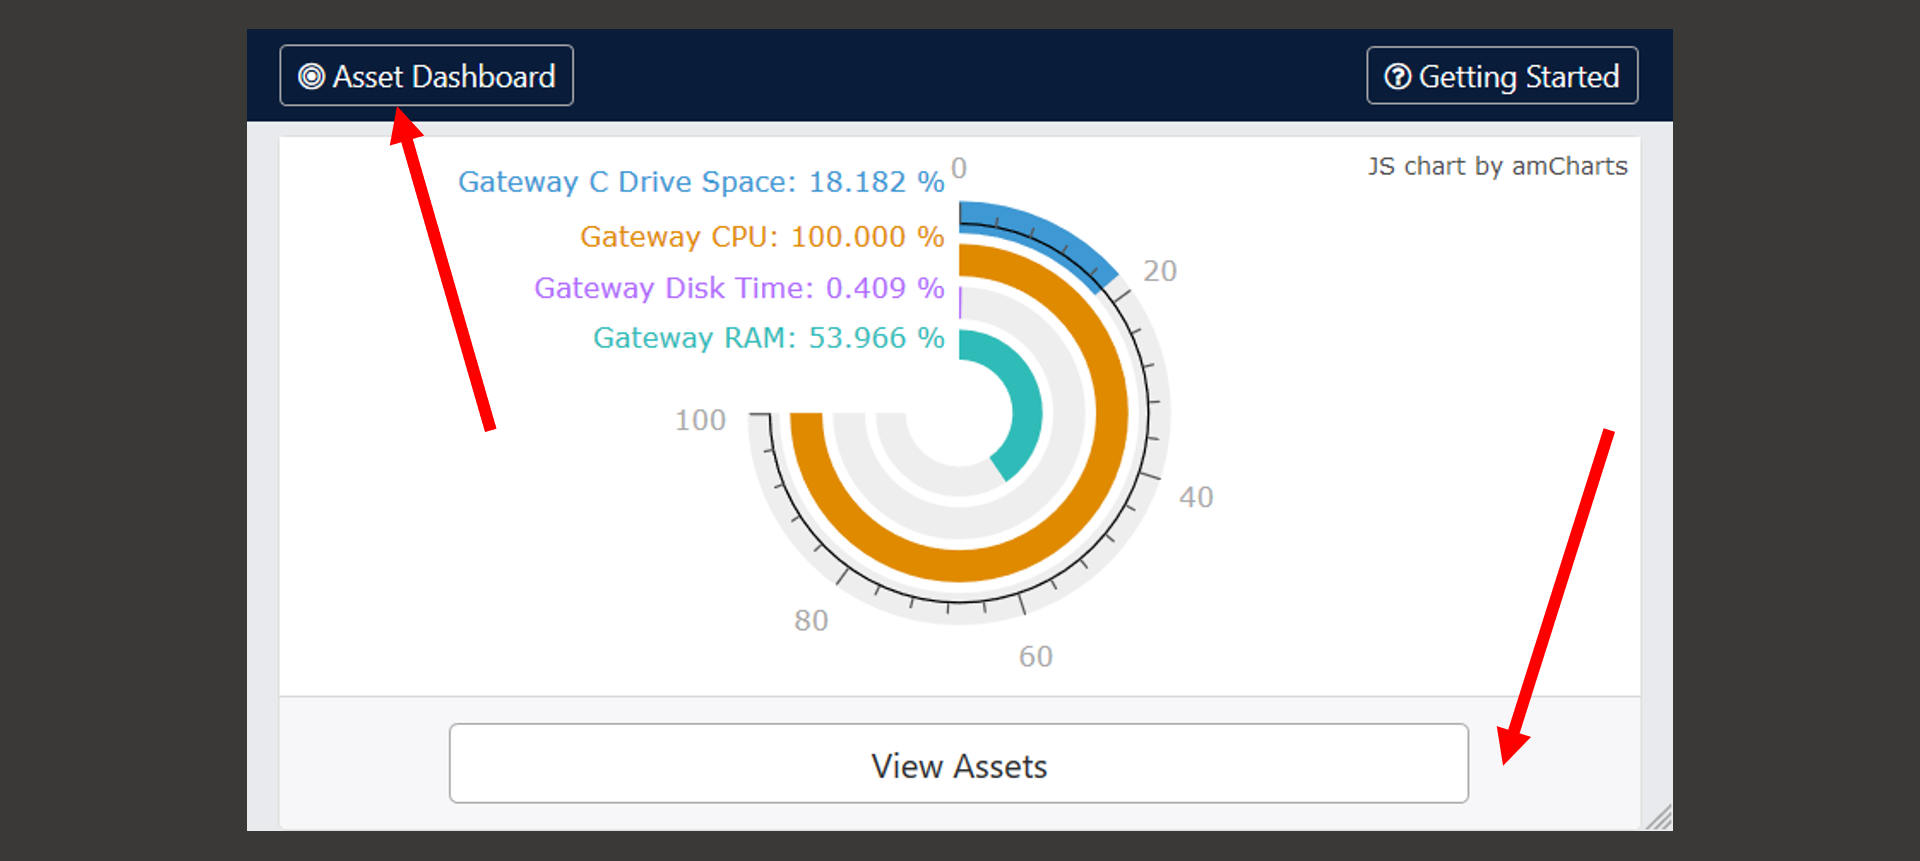 Asset Dashboard
Getting Started
JS chart by amCharts
Gateway C Drive Space: 18.182 %
Gateway CPU: 100.000 %
Gateway Disk Time: 0.409 %
Gateway RAM: 53.966 %
0
20
40
60
80
100
View Assets